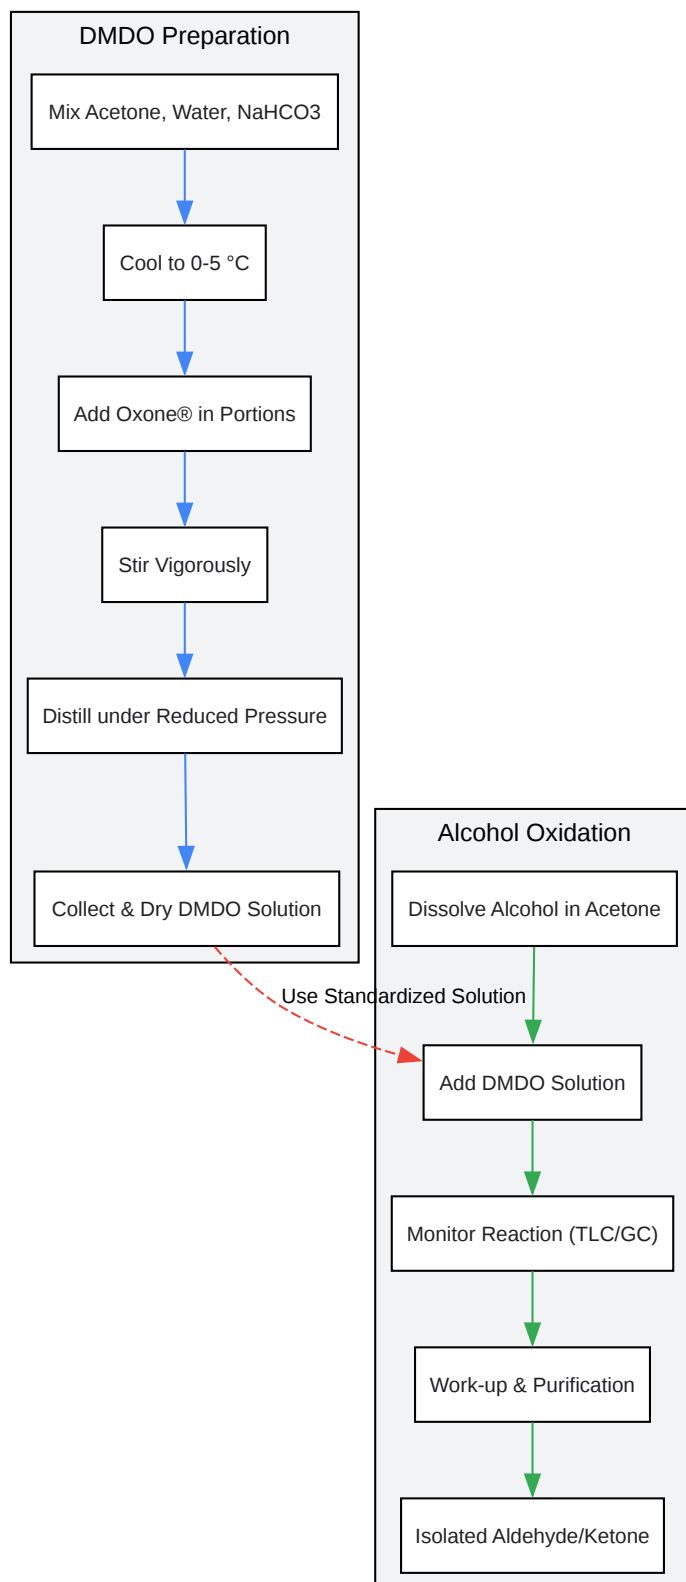 DMDO Preparation
Mix Acetone, Water, NaHCO3
Cool to 0-5 °C
Add Oxone® in Portions
Stir Vigorously
Distill under Reduced Pressure
Collect & Dry DMDO Solution
Use Standardized Solution
Alcohol Oxidation
Dissolve Alcohol in Acetone
Add DMDO Solution
Monitor Reaction (TLC/GC)
Work-up & Purification
Isolated Aldehyde/Ketone